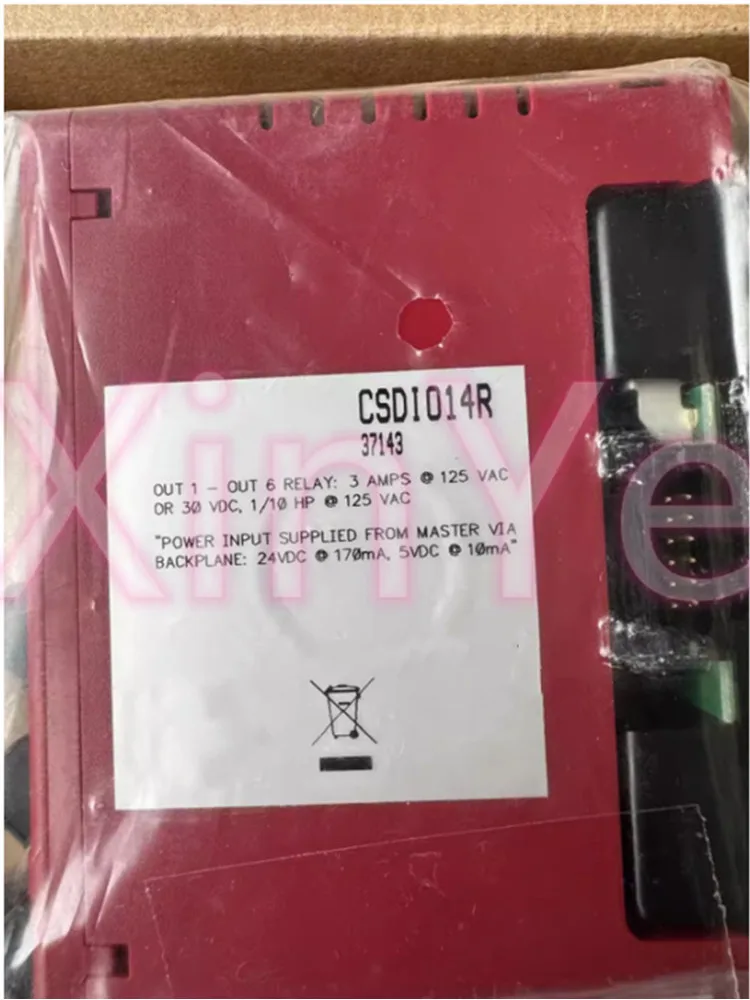 CSDI014R
37143
OUT 1 - OUT 6 RELAY: 3 AMPS @ 125 VAC
OR 30 VDC, 1/10 HP @ 125 VAC
"POWER INPUT SUPPLIED FROM MASTER VIA
BACKPLANE: 24VDC @ 170mA, 5VDC @ 10mA"
XinYe